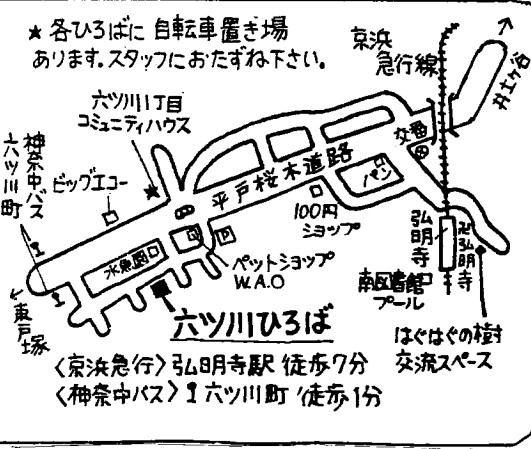 ★各ひろばに自転車置き場
あります。スタッフにおたずね下さい。
京浜
急行線
井土ヶ谷
六ツ川1丁目
コミュニティハウス
神奈中バス
六ツ川町
ビッグエコー
平戸桜木道路
交番
パン
100円
ショップ
弘明寺
卍弘明寺
水魚園
P
ペットショップ
W.A.O
南図書館
プール
←東戸塚
六ツ川ひろば
はぐはぐの樹
交流スペース
〈京浜急行〉弘明寺駅 徒歩7分
〈神奈中バス〉六ツ川町 徒歩1分